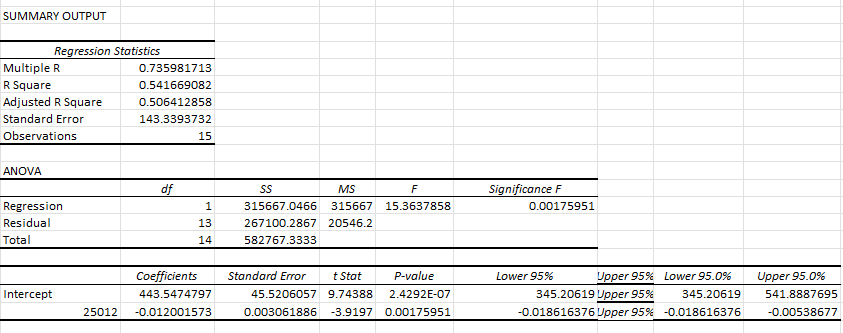 SUMMARY OUTPUT
Regression Statistics
Multiple R 0.735981713
R Square 0.541669082
Adjusted R Square 0.506412858
Standard Error 143.3393732
Observations 15
ANOVA
df SS MS F Significance F
Regression 1 315667.0466 315667 15.3637858 0.00175951
Residual 13 267100.2867 20546.2
Total 14 582767.3333
Coefficients Standard Error t Stat P-value Lower 95% Upper 95% Lower 95.0% Upper 95.0%
Intercept 443.5474797 45.5206057 9.74388 2.4292E-07 345.20619 Upper 95% 345.20619 541.8887695
25012 -0.012001573 0.003061886 -3.9197 0.00175951 -0.018616376 Upper 95% -0.018616376 -0.00538677